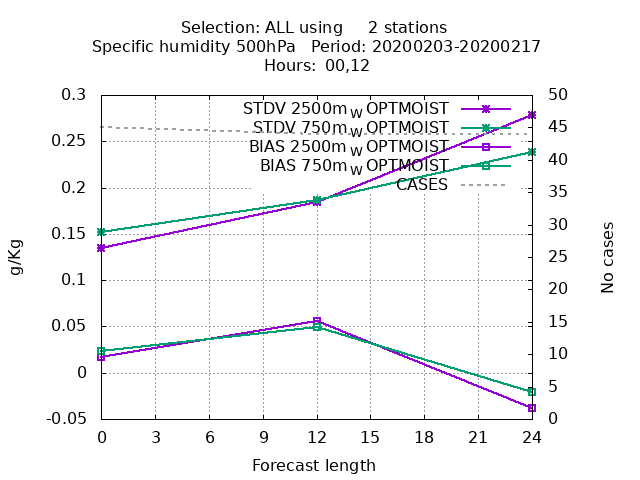 Selection: ALL using 2 stations
Specific humidity 500hPa Period: 20200203-20200217
Hours: 00,12
STDV 2500m_W OPTMOIST
STDV 750m_W OPTMOIST
BIAS 2500m_W OPTMOIST
BIAS 750m_W OPTMOIST
CASES
0.3
0.25
0.2
0.15
0.1
0.05
0
-0.05
g/Kg
50
45
40
35
30
25
20
15
10
5
0
No cases
0 3 6 9 12 15 18 21 24
Forecast length